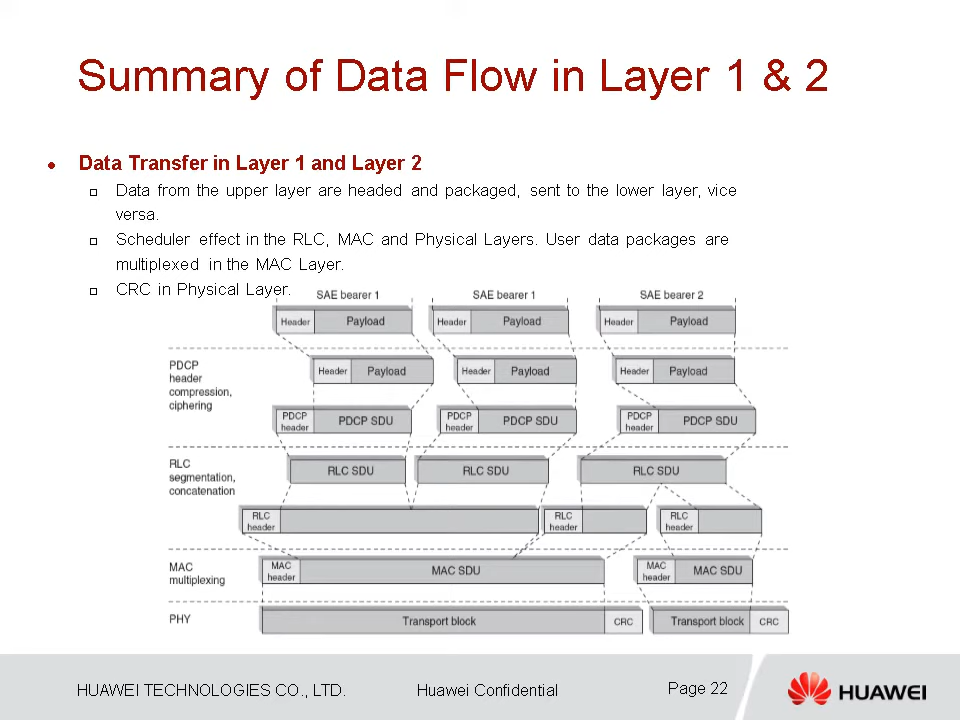 Summary of Data Flow in Layer 1 & 2
Data Transfer in Layer 1 and Layer 2
Data from the upper layer are headed and packaged, sent to the lower layer, vice
versa.
Scheduler effect in the RLC, MAC and Physical Layers. User data packages are
multiplexed in the MAC Layer.
CRC in Physical Layer.
SAE bearer 1 SAE bearer 1 SAE bearer 2
Header Payload Header Payload Header Payload
PDCP
header
compression,
ciphering
Header Payload Header Payload Header Payload
PDCP
header
PDCP SDU
PDCP
header
PDCP SDU
PDCP
header
PDCP SDU
RLC
segmentation,
concatenation
RLC SDU RLC SDU RLC SDU
RLC
header
RLC
header
RLC
header
MAC
multiplexing
MAC
header
MAC SDU
MAC
header
MAC SDU
PHY
Transport block CRC Transport block CRC
HUAWEI TECHNOLOGIES CO., LTD. Huawei Confidential Page 22
HUAWEI